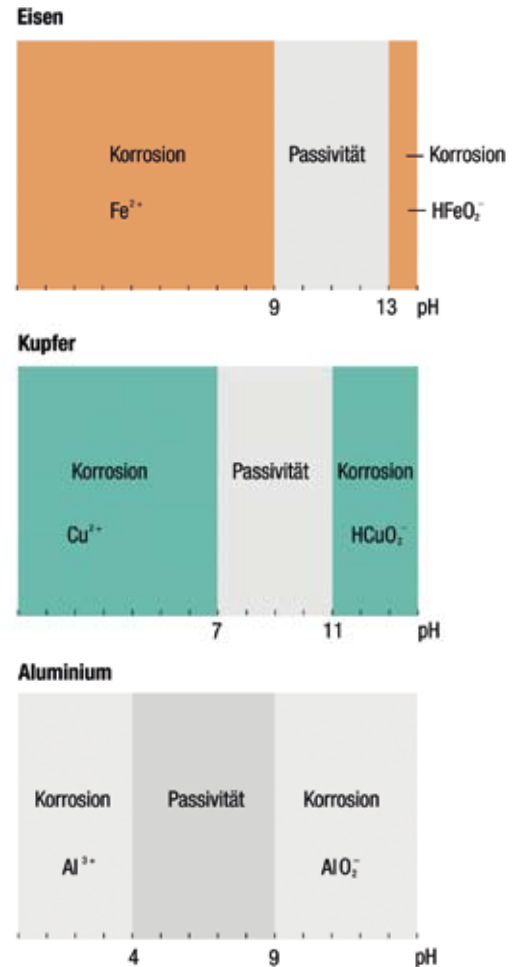 Eisen
Korrosion Passivität Korrosion
Fe²⁺ HFeO₂⁻
9 13 pH
Kupfer
Korrosion Passivität Korrosion
Cu²⁺ HCuO₂⁻
7 11 pH
Aluminium
Korrosion Passivität Korrosion
Al³⁺ AlO₂⁻
4 9 pH